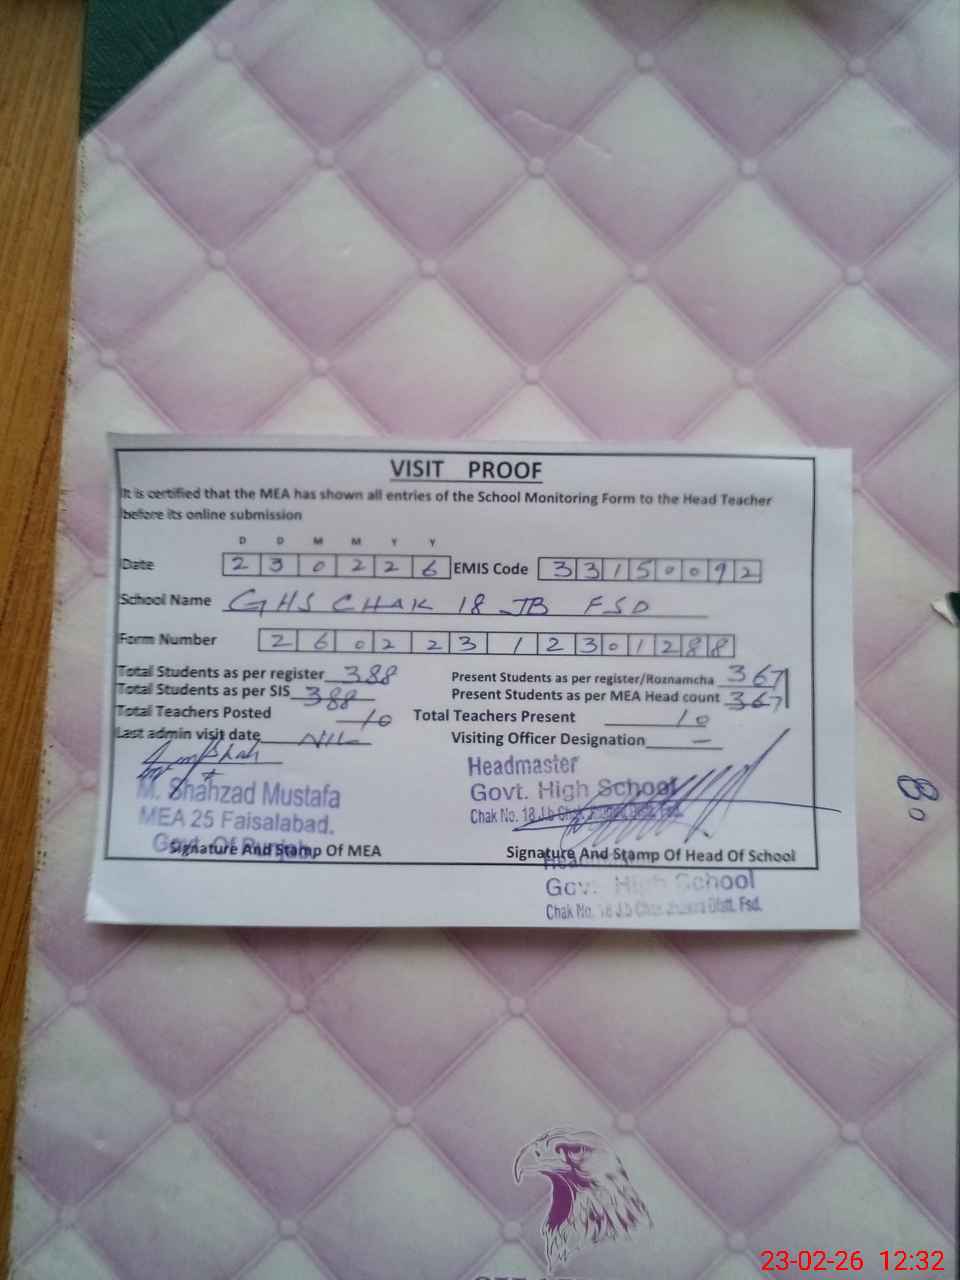 VISIT PROOF
It is certified that the MEA has shown all entries of the School Monitoring Form to the Head Teacher
before its online submission
D D M M Y Y
Date 2 3 0 2 2 6 EMIS Code 3 3 1 5 0 0 9 2
School Name GHS CHAK 18 JB FSD
Form Number 2 6 0 2 2 3 1 2 3 0 1 2 8 8
Total Students as per register 388 Present Students as per register/Roznamcha 367
Total Students as per SIS 388 Present Students as per MEA Head count 367
Total Teachers Posted 10 Total Teachers Present 10
Last admin visit date NIL Visiting Officer Designation —
Headmaster
Govt. High School
Chak No. 18 J.b
M. Shahzad Mustafa
MEA 25 Faisalabad.
Govt. Of Punjab
Signature And Stamp Of MEA Signature And Stamp Of Head Of School
Govt. High School
Chak No. 18 J.b Distt. Fsd.
23-02-26 12:32